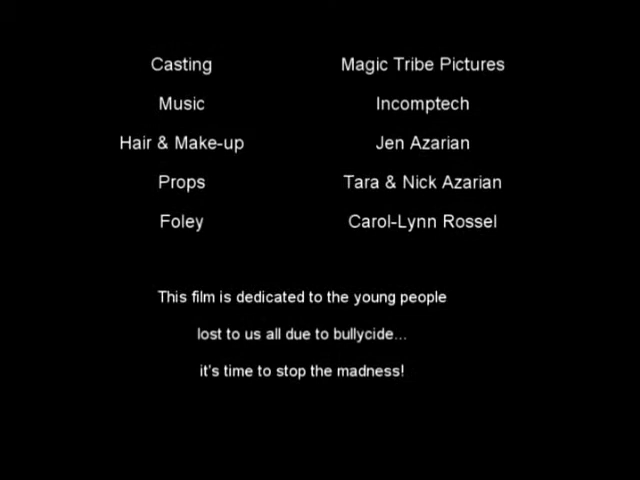 Casting Magic Tribe Pictures
Music Incomptech
Hair & Make-up Jen Azarian
Props Tara & Nick Azarian
Foley Carol-Lynn Rossel
This film is dedicated to the young people
lost to us all due to bullycide...
it's time to stop the madness!